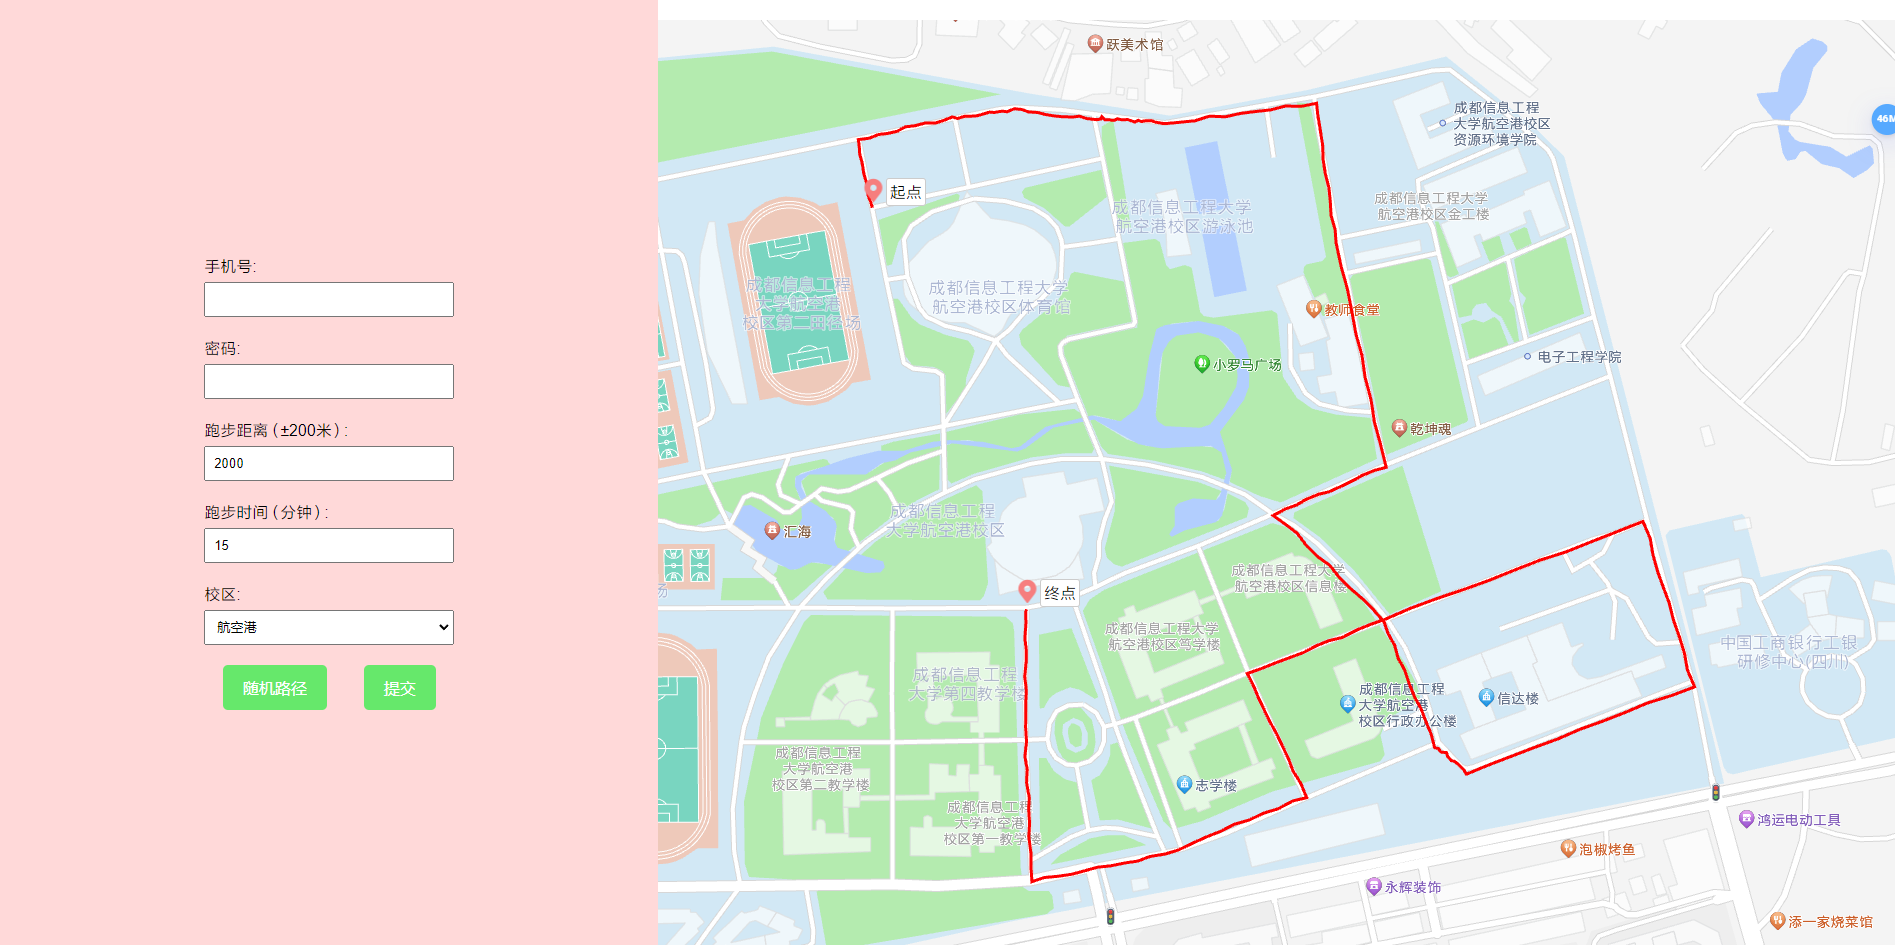 手机号:
密码:
跑步距离(±200米):
2000
跑步时间(分钟):
15
校区:
航空港
随机路径
提交
跃美术馆
成都信息工程
大学航空港校区
资源环境学院
46M
起点
成都信息工程大学
航空港校区游泳池
成都信息工程大学
航空港校区金工楼
成都信息工程
大学航空港
校区第二田径场
成都信息工程大学
航空港校区体育馆
教师食堂
小罗马广场
电子工程学院
乾坤魂
成都信息工程
大学航空港校区
汇海
场
终点
成都信息工程大学
航空港校区信息楼
成都信息工程大学
航空港校区笃学楼
中国工商银行工银
研修中心(四川)
成都信息工程
大学第四教学楼
成都信息工程
大学航空港
校区行政办公楼
信达楼
成都信息工程
大学航空港
校区第二教学楼
志学楼
成都信息工程
大学航空港
校区第一教学楼
鸿运电动工具
泡椒烤鱼
永辉装饰
添一家烧菜馆